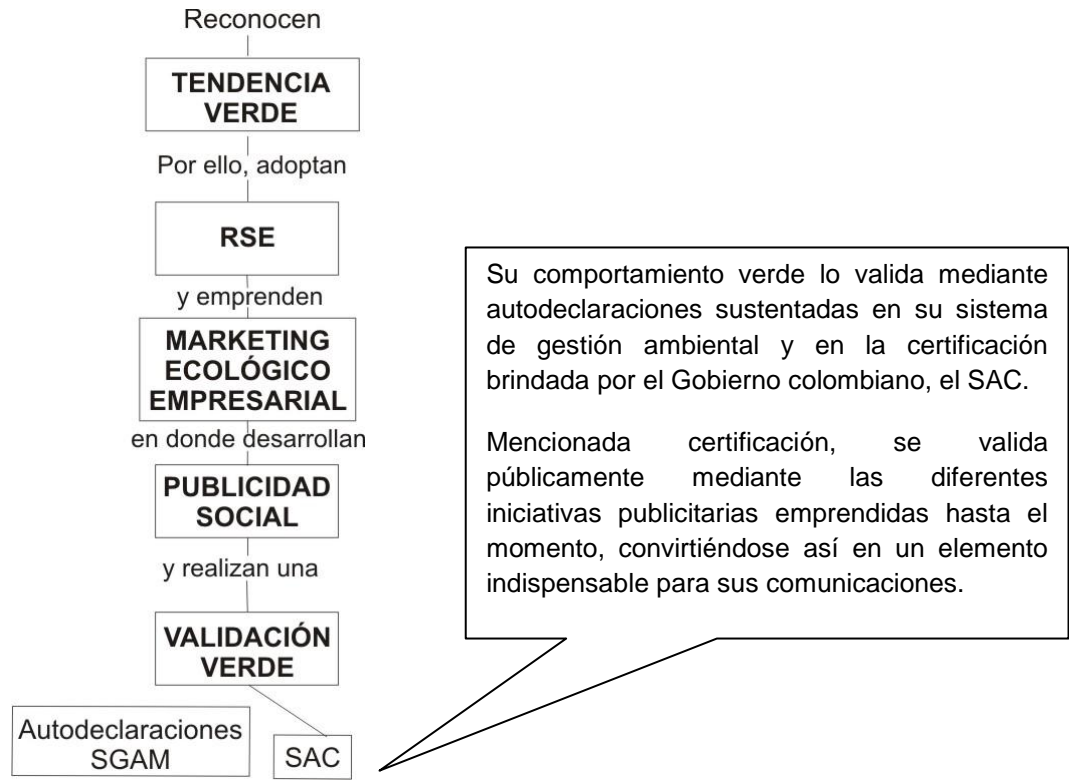 Reconocen
TENDENCIA
VERDE
Por ello, adoptan
RSE
y emprenden
MARKETING
ECOLÓGICO
EMPRESARIAL
en donde desarrollan
PUBLICIDAD
SOCIAL
y realizan una
VALIDACIÓN
VERDE
Autodeclaraciones
SGAM
SAC
Su comportamiento verde lo valida mediante
autodeclaraciones sustentadas en su sistema
de gestión ambiental y en la certificación
brindada por el Gobierno colombiano, el SAC.
Mencionada certificación, se valida
públicamente mediante las diferentes
iniciativas publicitarias emprendidas hasta el
momento, convirtiéndose así en un elemento
indispensable para sus comunicaciones.